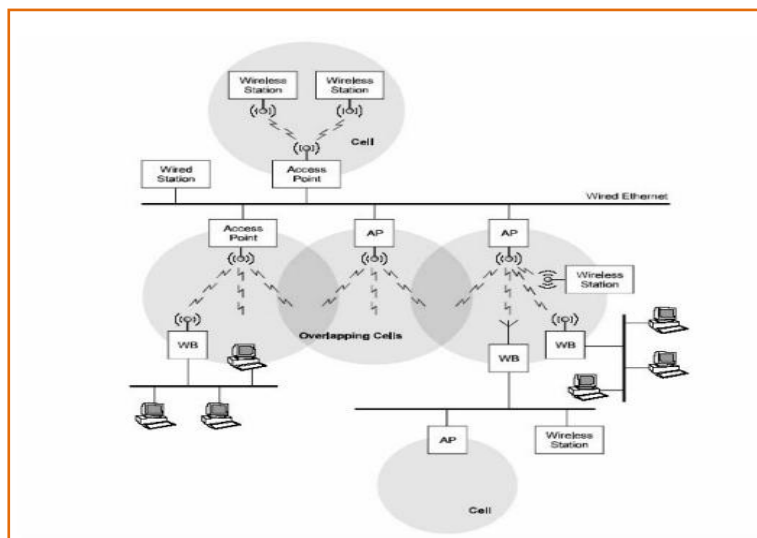 Wireless
Station
Wireless
Station
Cell
Access
Point
Wired
Station
Wired Ethernet
Access
Point
AP
AP
Wireless
Station
Overlapping Cells
WB
WB
WB
AP
Wireless
Station
Cell